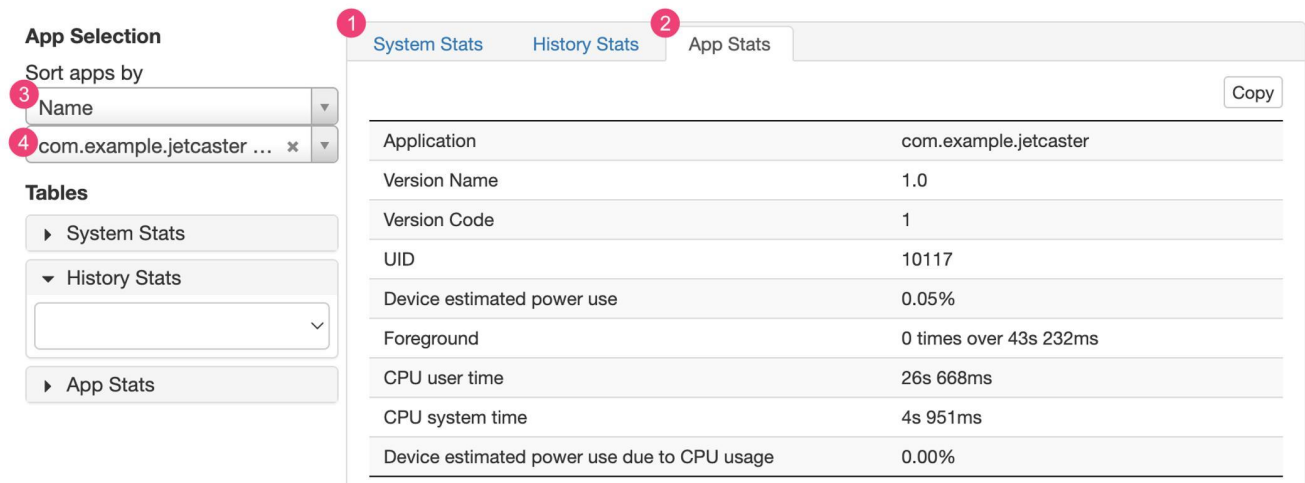 App Selection
Sort apps by
3
Name
4
com.example.jetcaster ... ×
Tables
System Stats
History Stats
App Stats
1
System Stats
History Stats
2
App Stats
Copy
Application com.example.jetcaster
Version Name 1.0
Version Code 1
UID 10117
Device estimated power use 0.05%
Foreground 0 times over 43s 232ms
CPU user time 26s 668ms
CPU system time 4s 951ms
Device estimated power use due to CPU usage 0.00%